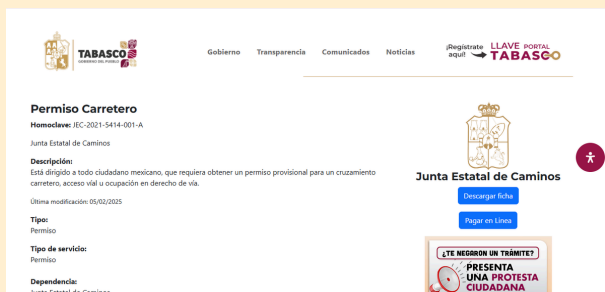 TABASCO
GOBIERNO DEL PUEBLO
Gobierno Transparencia Comunicados Noticias
¡Regístrate aquí!
LLAVE PORTAL
TABASCO
Permiso Carretero
Homoclave: JEC-2021-5414-001-A
Junta Estatal de Caminos
Descripción:
Está dirigido a todo ciudadano mexicano, que requiera obtener un permiso provisional para un cruzamiento
carretero, acceso vial u ocupación en derecho de vía.
Última modificación: 05/02/2025
Tipo:
Permiso
Tipo de servicio:
Permiso
Dependencia:
Junta Estatal de Caminos
Junta Estatal de Caminos
Descargar ficha
Pagar en Línea
¿TE NEGARON UN TRÁMITE?
PRESENTA
UNA PROTESTA
CIUDADANA